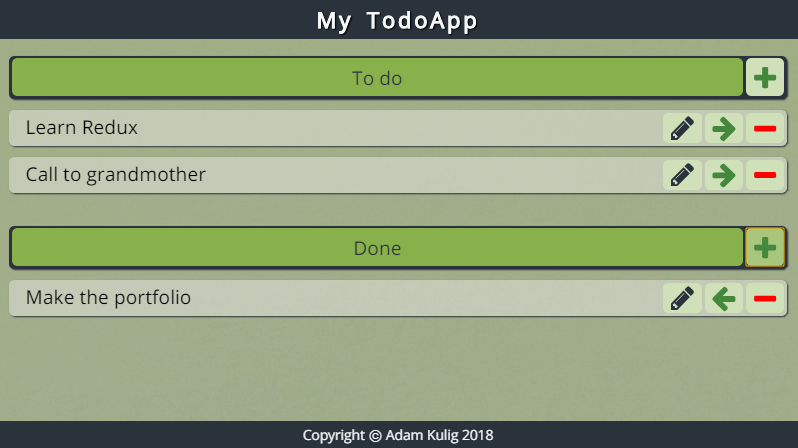 My TodoApp
To do
Learn Redux
Call to grandmother
Done
Make the portfolio
Copyright © Adam Kulig 2018